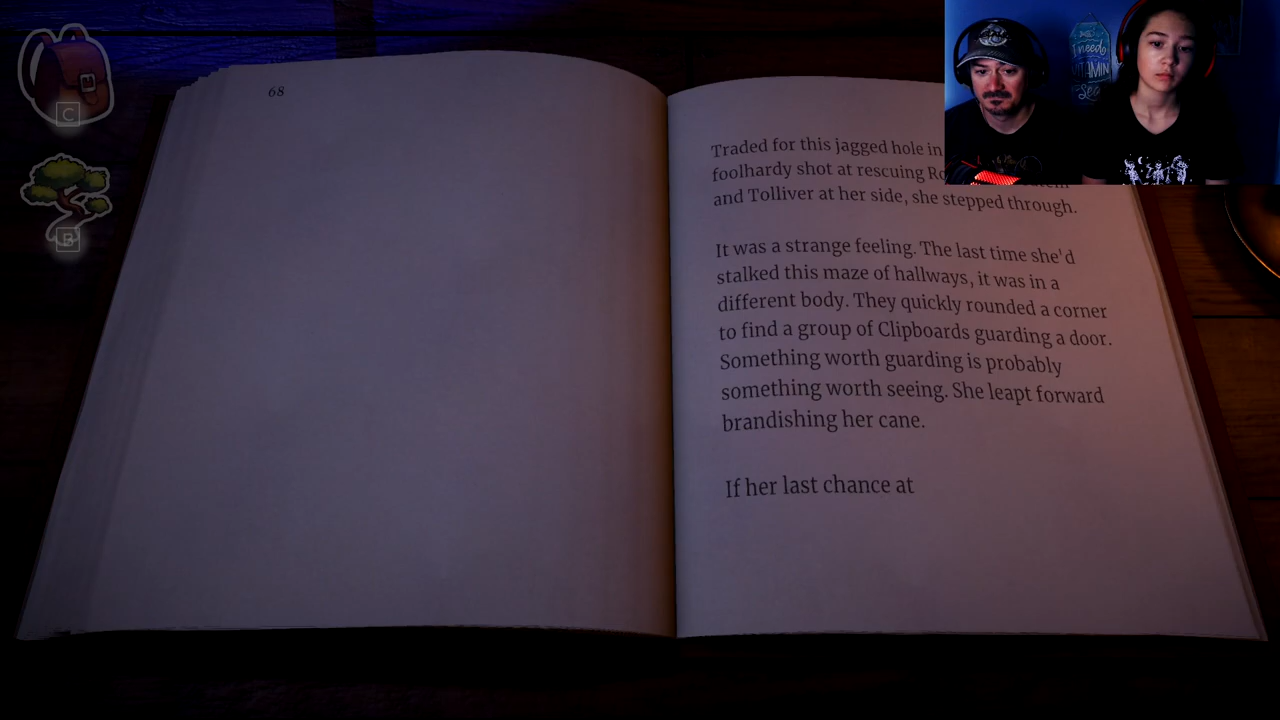 68
Traded for this jagged hole in
foolhardy shot at rescuing
and Tolliver at her side, she stepped through.
It was a strange feeling. The last time she'd
stalked this maze of hallways, it was in a
different body. They quickly rounded a corner
to find a group of Clipboards guarding a door.
Something worth guarding is probably
something worth seeing. She leapt forward
brandishing her cane.
If her last chance at
C
B
I need
VITAMIN
Sea